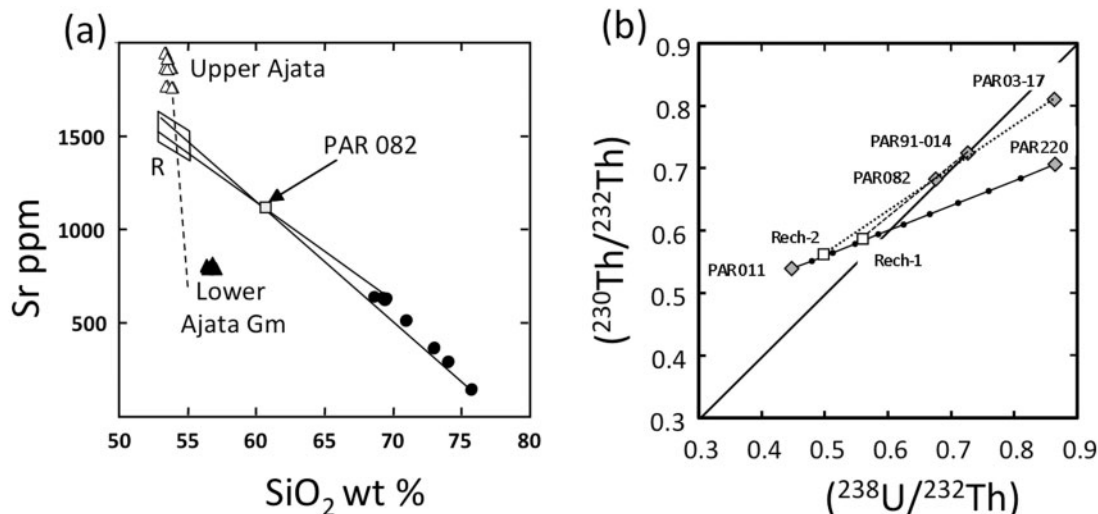 (a)
Upper Ajata
PAR 082
R
Lower
Ajata Gm
1500
1000
500
50 55 60 65 70 75 80
Sr ppm
SiO2 wt %
(b)
0.9
0.8
0.7
0.6
0.5
0.4
0.3
PAR03-17
PAR91-014
PAR220
PAR082
Rech-2
Rech-1
PAR011
0.3 0.4 0.5 0.6 0.7 0.8 0.9
(²³⁰Th/²³²Th)
(²³⁸U/²³²Th)